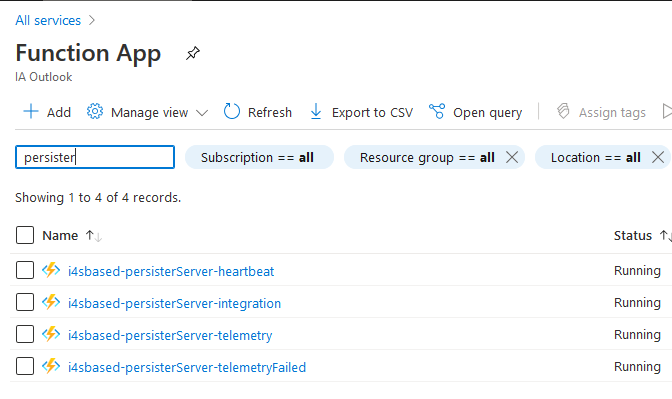 All services
Function App
IA Outlook
Add Manage view Refresh Export to CSV Open query Assign tags
persister Subscription == all Resource group == all Location == all
Showing 1 to 4 of 4 records.
Name Status
i4sbased-persisterServer-heartbeat Running
i4sbased-persisterServer-integration Running
i4sbased-persisterServer-telemetry Running
i4sbased-persisterServer-telemetryFailed Running